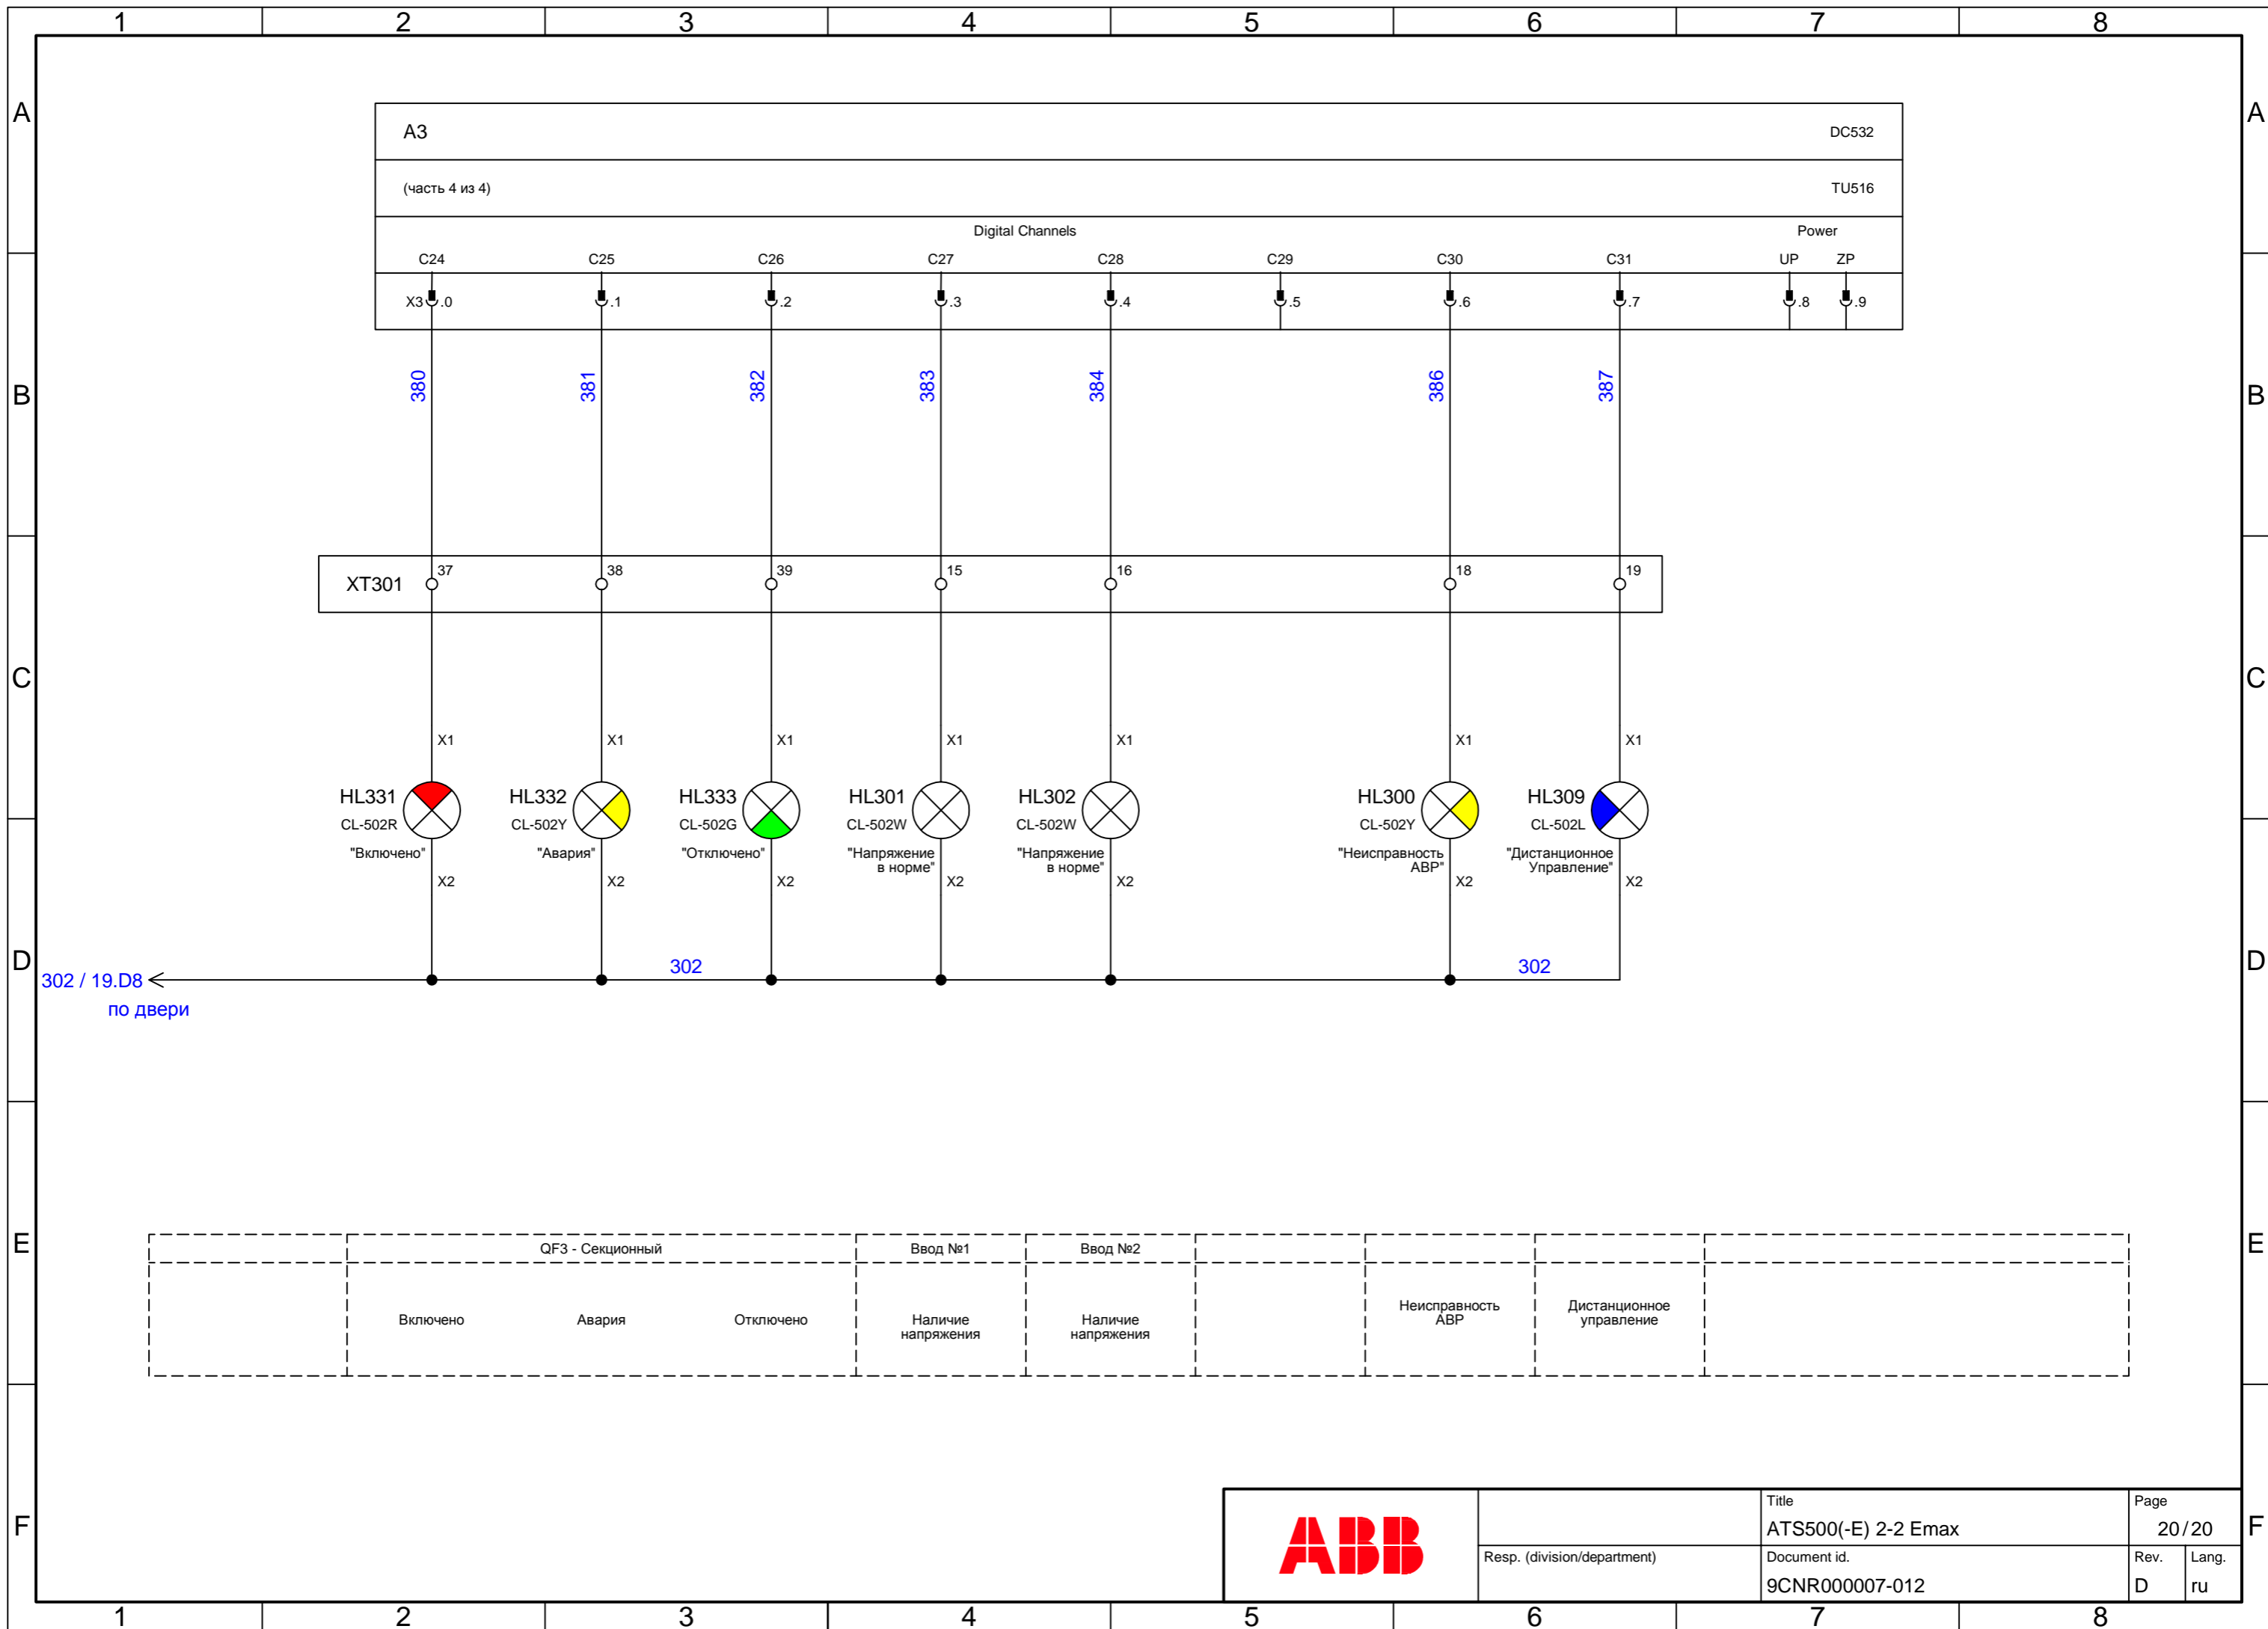 1 2 3 4 5 6 7 8
A A
A3 DC532
(часть 4 из 4) TU516
Digital Channels Power
C24 C25 C26 C27 C28 C29 C30 C31 UP ZP
X3 .0 .1 .2 .3 .4 .5 .6 .7 .8 .9
380 381 382 383 384 386 387
B B
XT301 37 38 39 15 16 18 19
C C
X1 X1 X1 X1 X1 X1 X1
HL331 HL332 HL333 HL301 HL302 HL300 HL309
CL-502R CL-502Y CL-502G CL-502W CL-502W CL-502Y CL-502L
"Включено" "Авария" "Отключено" "Напряжение "Напряжение "Неисправность "Дистанционное
в норме" в норме" АВР" Управление"
X2 X2 X2 X2 X2 X2 X2
D D
302 302
302 / 19.D8
по двери
E E
QF3 - Секционный Ввод №1 Ввод №2
Включено Авария Отключено
Наличие
напряжения
Наличие
напряжения
Неисправность
АВР
Дистанционное
управление
F F
ABB
Title
ATS500(-E) 2-2 Emax
Page
20/20
Resp. (division/department)
Document id.
9CNR000007-012
Rev.
D
Lang.
ru
1 2 3 4 5 6 7 8